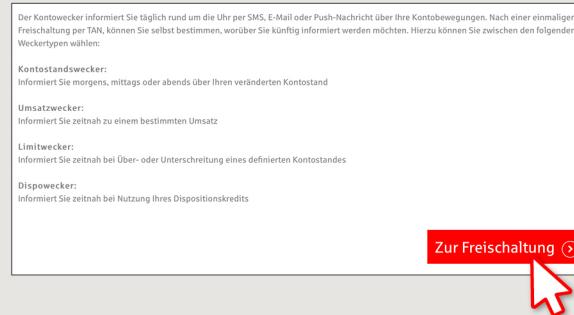 Der Kontowecker informiert Sie täglich rund um die Uhr per SMS, E-Mail oder Push-Nachricht über Ihre Kontobewegungen. Nach einer einmaliger
Freischaltung per TAN, können Sie selbst bestimmen, worüber Sie künftig informiert werden möchten. Hierzu können Sie zwischen den folgender
Weckertypen wählen:
Kontostandswecker:
Informiert Sie morgens, mittags oder abends über Ihren veränderten Kontostand
Umsatzwecker:
Informiert Sie zeitnah zu einem bestimmten Umsatz
Limitwecker:
Informiert Sie zeitnah bei Über- oder Unterschreitung eines definierten Kontostandes
Dispowecker:
Informiert Sie zeitnah bei Nutzung Ihres Dispositionskredits
Zur Freischaltung